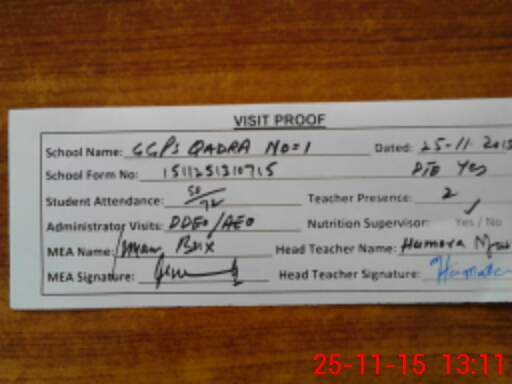 VISIT PROOF
School Name: GGPS QADRA No=1 Dated: 25-11-2015
School Form No: 1511251310715 PTE Yes
Student Attendance: 50/72 Teacher Presence: 2 ✓
Administrator Visits: DDEO/AEO Nutrition Supervisor: Yes / No
MEA Name: Bux Head Teacher Name: Humera
MEA Signature: Head Teacher Signature:
25-11-15 13:11